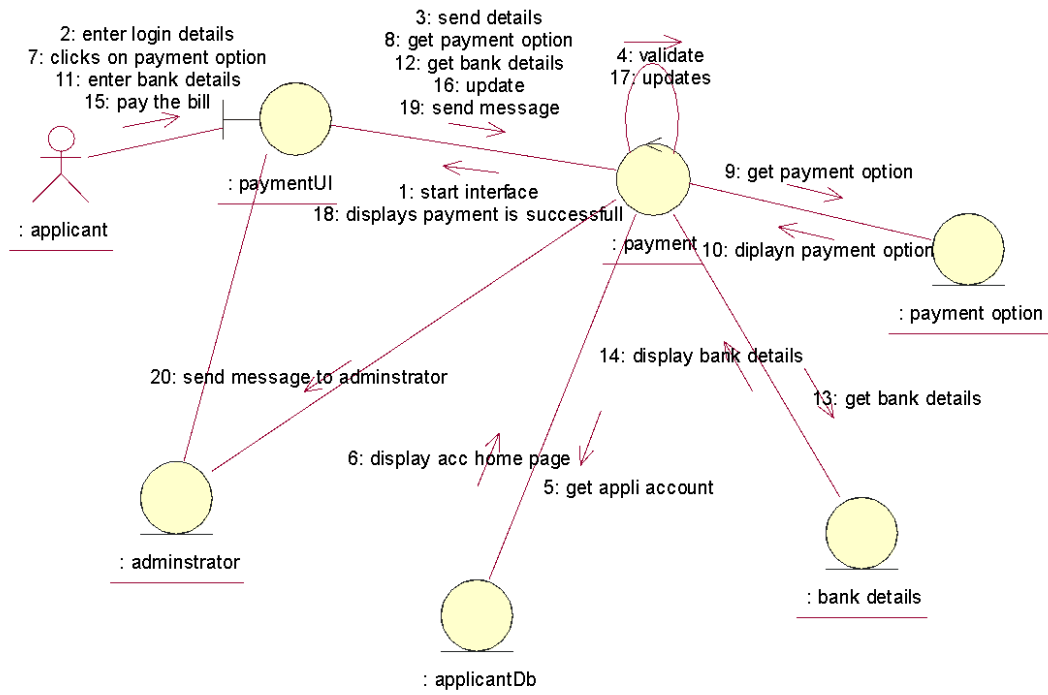 3: send details
8: get payment option
12: get bank details
16: update
19: send message
2: enter login details
7: clicks on payment option
11: enter bank details
15: pay the bill
4: validate
17: updates
: paymentUI
1: start interface
18: displays payment is successfull
9: get payment option
: applicant
: payment
10: diplayn payment option
: payment option
14: display bank details
20: send message to adminstrator
13: get bank details
6: display acc home page
5: get appli account
: adminstrator
: bank details
: applicantDb